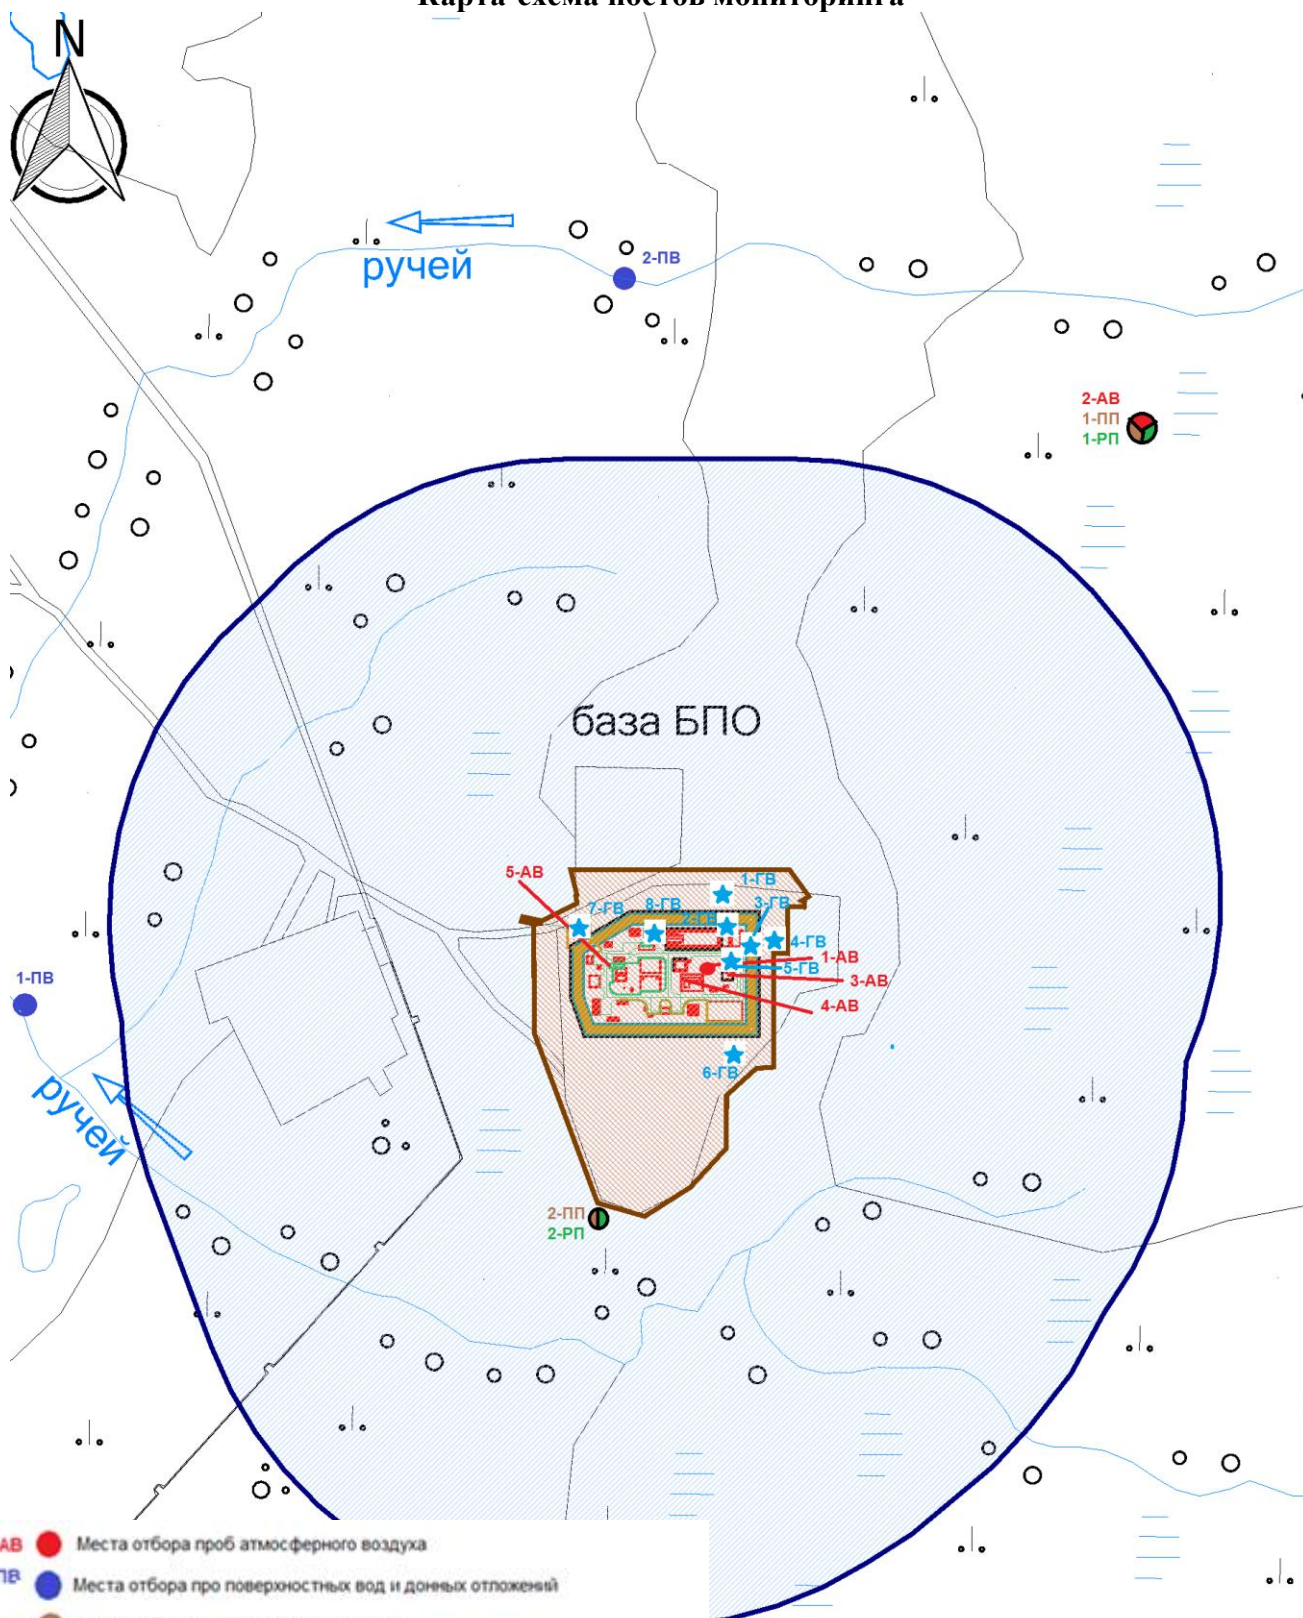 Карта-схема постов мониторинга
N
2-ПВ
ручей
2-АВ
1-ПП
1-РП
база БПО
5-АВ
1-ГВ
7-ГВ
8-ГВ
3-ГВ
2-ГВ
4-ГВ
1-АВ
5-ГВ
3-АВ
4-АВ
1-ПВ
6-ГВ
ручей
2-ПП
2-РП
АВ Места отбора проб атмосферного воздуха
ПВ Места отбора про поверхностных вод и донных отложений